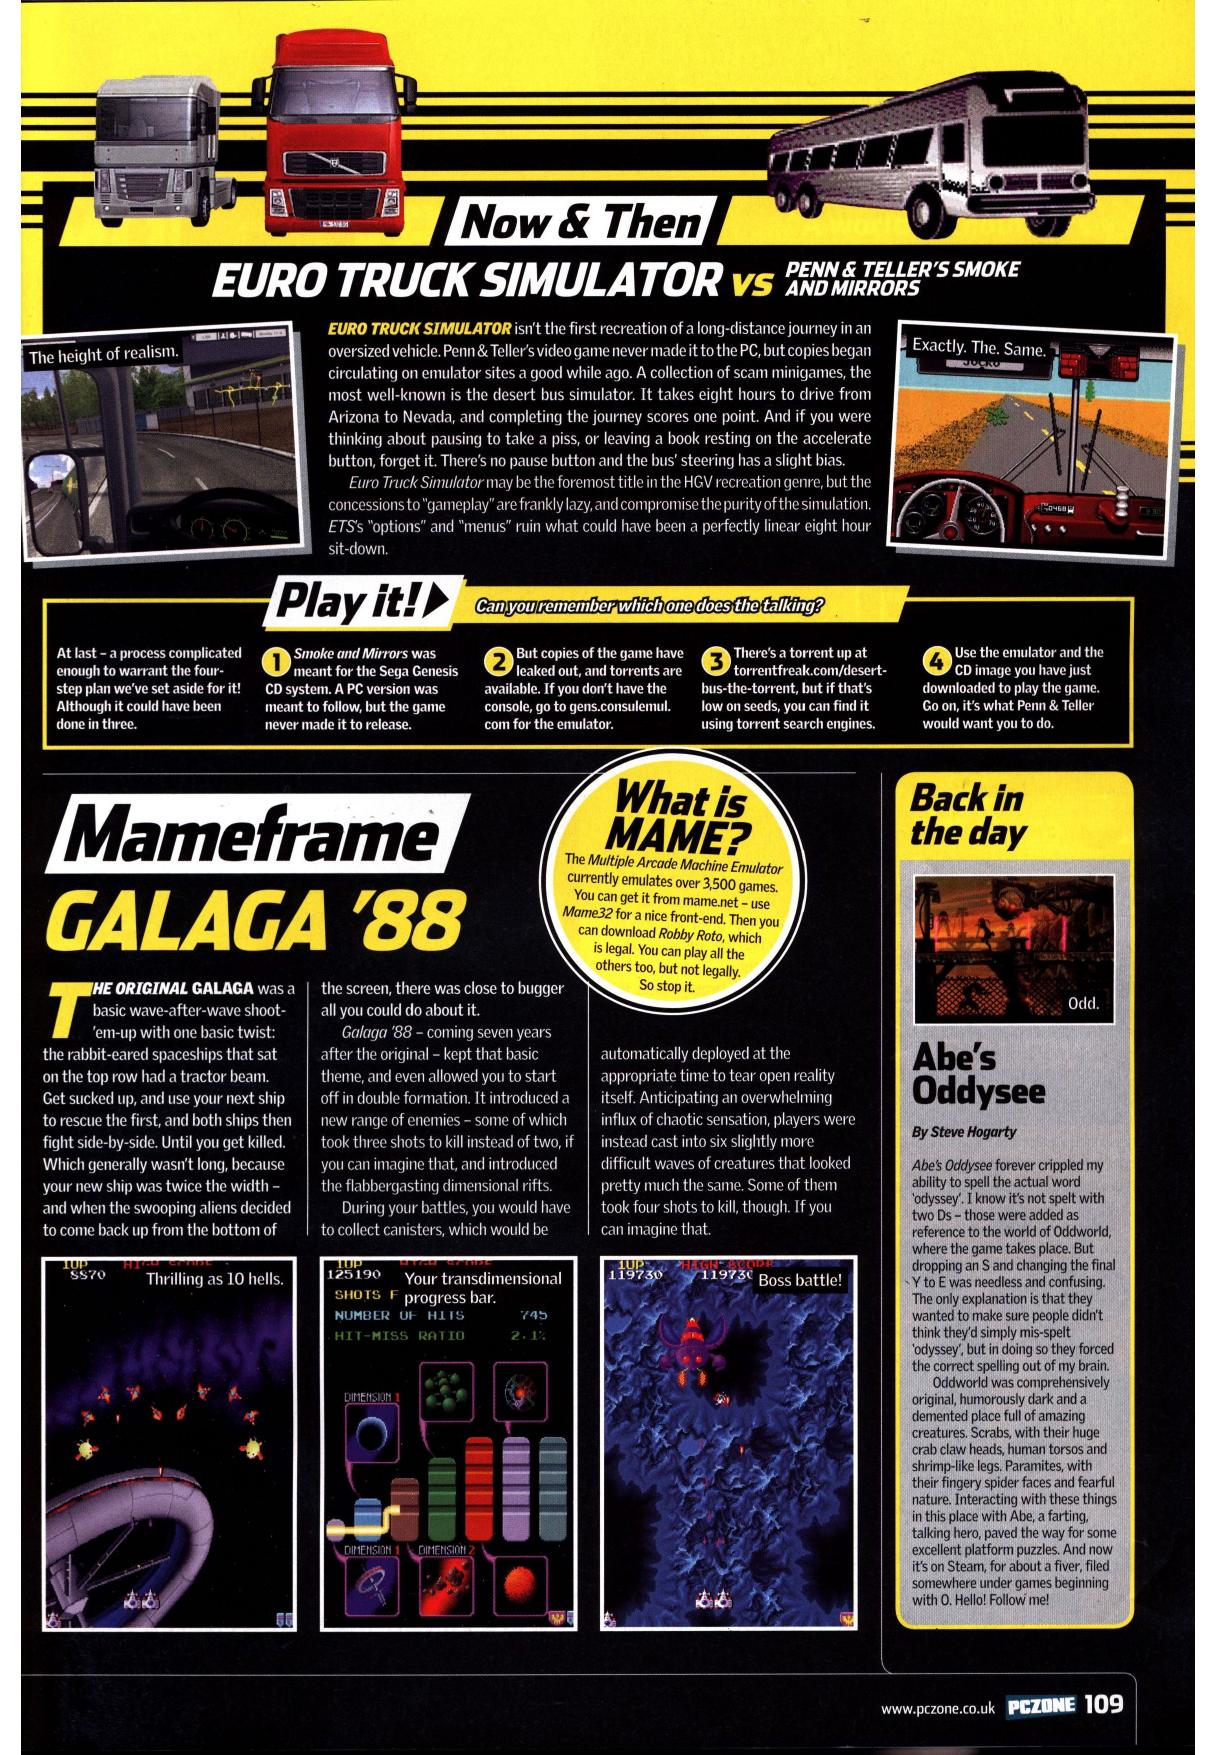 Now & Then
EURO TRUCK SIMULATOR vs PENN & TELLER'S SMOKE
AND MIRRORS
The height of realism.
EURO TRUCK SIMULATOR isn't the first recreation of a long-distance journey in an
oversized vehicle. Penn & Teller's video game never made it to the PC, but copies began
circulating on emulator sites a good while ago. A collection of scam minigames, the
most well-known is the desert bus simulator. It takes eight hours to drive from
Arizona to Nevada, and completing the journey scores one point. And if you were
thinking about pausing to take a piss, or leaving a book resting on the accelerate
button, forget it. There's no pause button and the bus' steering has a slight bias.
Euro Truck Simulator may be the foremost title in the HGV recreation genre, but the
concessions to "gameplay" are frankly lazy, and compromise the purity of the simulation.
ETS's "options" and "menus" ruin what could have been a perfectly linear eight hour
sit-down.
Exactly. The. Same.
Play it!
Can you remember which one does the talking?
At last – a process complicated
enough to warrant the four-
step plan we've set aside for it!
Although it could have been
done in three.
1 Smoke and Mirrors was
meant for the Sega Genesis
CD system. A PC version was
meant to follow, but the game
never made it to release.
2 But copies of the game have
leaked out, and torrents are
available. If you don't have the
console, go to gens.consulemul.
com for the emulator.
3 There's a torrent up at
torrentfreak.com/desert-
bus-the-torrent, but if that's
low on seeds, you can find it
using torrent search engines.
4 Use the emulator and the
CD image you have just
downloaded to play the game.
Go on, it's what Penn & Teller
would want you to do.
Mameframe
GALAGA '88
What is
MAME?
The Multiple Arcade Machine Emulator
currently emulates over 3,500 games.
You can get it from mame.net – use
Mame32 for a nice front-end. Then you
can download Robby Roto, which
is legal. You can play all the
others too, but not legally.
So stop it.
THE ORIGINAL GALAGA was a
basic wave-after-wave shoot-
'em-up with one basic twist:
the rabbit-eared spaceships that sat
on the top row had a tractor beam.
Get sucked up, and use your next ship
to rescue the first, and both ships then
fight side-by-side. Until you get killed.
Which generally wasn't long, because
your new ship was twice the width –
and when the swooping aliens decided
to come back up from the bottom of
the screen, there was close to bugger
all you could do about it.
Galaga '88 – coming seven years
after the original – kept that basic
theme, and even allowed you to start
off in double formation. It introduced a
new range of enemies – some of which
took three shots to kill instead of two, if
you can imagine that, and introduced
the flabbergasting dimensional rifts.
During your battles, you would have
to collect canisters, which would be
automatically deployed at the
appropriate time to tear open reality
itself. Anticipating an overwhelming
influx of chaotic sensation, players were
instead cast into six slightly more
difficult waves of creatures that looked
pretty much the same. Some of them
took four shots to kill, though. If you
can imagine that.
1UP
8870
Thrilling as 10 hells.
1UP
125190
Your transdimensional
progress bar.
SHOTS F
NUMBER OF HITS 745
HIT-MISS RATIO 2.1%
DIMENSION 1
DIMENSION 1
DIMENSION 2
1UP HIGH SCORE
119730 119730
Boss battle!
Back in
the day
Odd.
Abe's
Oddysee
By Steve Hogarty
Abe's Oddysee forever crippled my
ability to spell the actual word
'odyssey'. I know it's not spelt with
two Ds – those were added as
reference to the world of Oddworld,
where the game takes place. But
dropping an S and changing the final
Y to E was needless and confusing.
The only explanation is that they
wanted to make sure people didn't
think they'd simply mis-spelt
'odyssey', but in doing so they forced
the correct spelling out of my brain.
Oddworld was comprehensively
original, humorously dark and a
demented place full of amazing
creatures. Scrabs, with their huge
crab claw heads, human torsos and
shrimp-like legs. Paramites, with
their fingery spider faces and fearful
nature. Interacting with these things
in this place with Abe, a farting,
talking hero, paved the way for some
excellent platform puzzles. And now
it's on Steam, for about a fiver, filed
somewhere under games beginning
with O. Hello! Follow me!
www.pczone.co.uk PCZONE 109